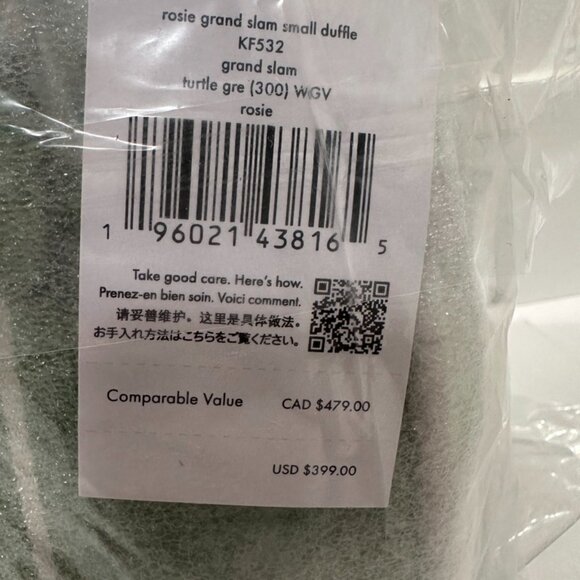 rosie grand slam small duffle
KF532
grand slam
turtle gre (300) WGV
rosie
1 96021 43816 5
Take good care. Here's how.
Prenez-en bien soin. Voici comment.
请妥善维护。这里是具体做法。
お手入れ方法はこちらをご覧ください。
Comparable Value CAD $479.00
USD $399.00